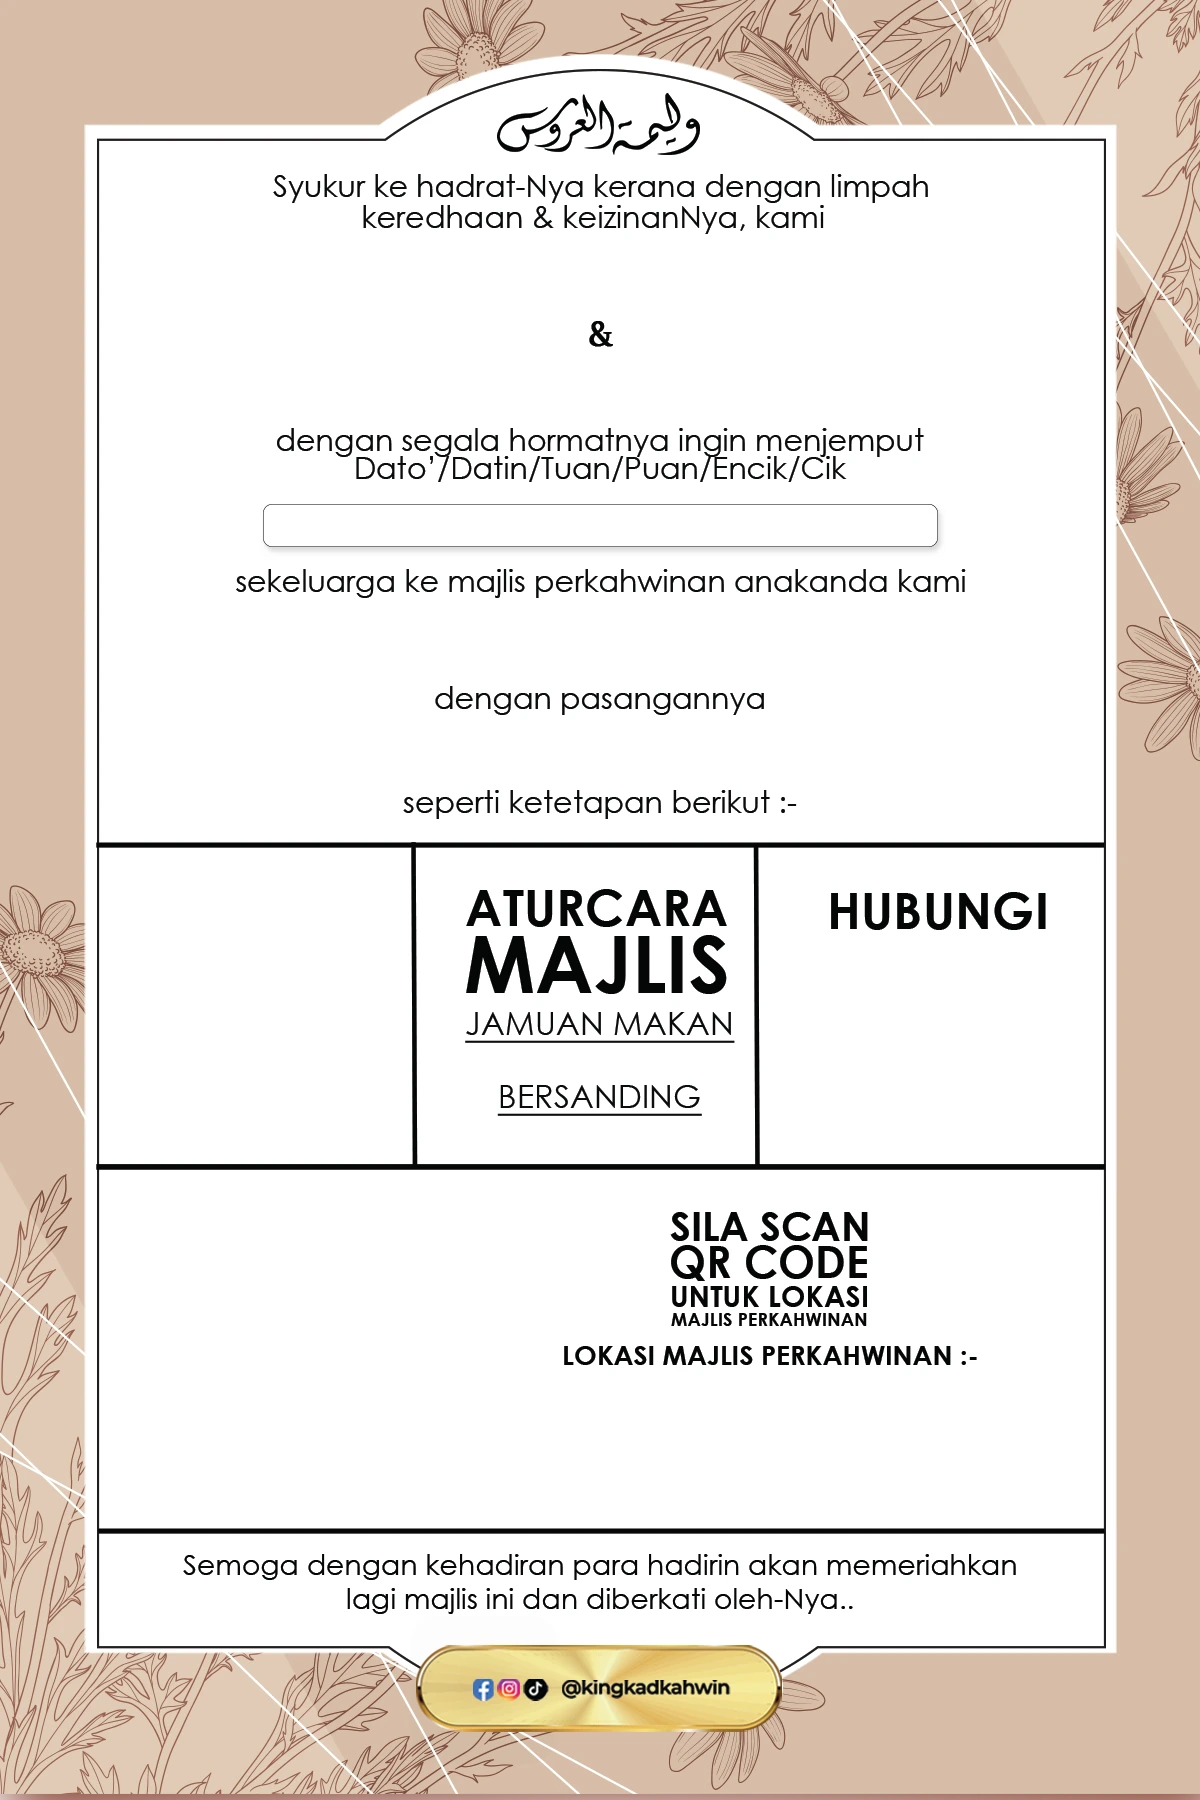 وليمة العروس
Syukur ke hadrat-Nya kerana dengan limpah
keredhaan & keizinanNya, kami
&
dengan segala hormatnya ingin menjemput
Dato’/Datin/Tuan/Puan/Encik/Cik
sekeluarga ke majlis perkahwinan anakanda kami
dengan pasangannya
seperti ketetapan berikut :-
ATURCARA
MAJLIS
JAMUAN MAKAN
BERSANDING
HUBUNGI
SILA SCAN
QR CODE
UNTUK LOKASI
MAJLIS PERKAHWINAN
LOKASI MAJLIS PERKAHWINAN :-
Semoga dengan kehadiran para hadirin akan memeriahkan
lagi majlis ini dan diberkati oleh-Nya..
@kingkadkahwin